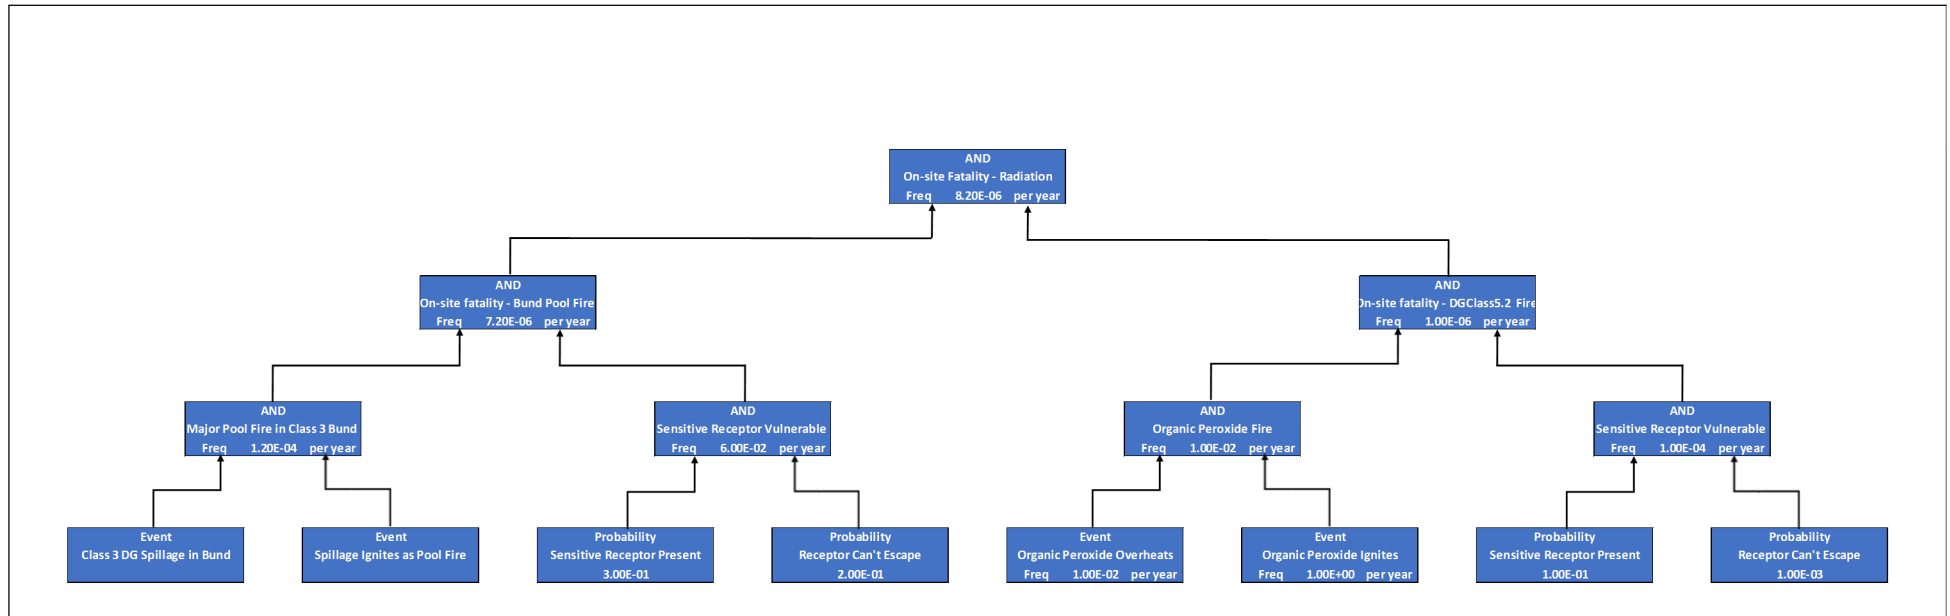 AND
On-site Fatality - Radiation
Freq 8.20E-06 per year
AND
On-site fatality - Bund Pool Fire
Freq 7.20E-06 per year
AND
On-site fatality - DGClass5.2 Fire
Freq 1.00E-06 per year
AND
Major Pool Fire in Class 3 Bund
Freq 1.20E-04 per year
AND
Sensitive Receptor Vulnerable
Freq 6.00E-02 per year
AND
Organic Peroxide Fire
Freq 1.00E-02 per year
AND
Sensitive Receptor Vulnerable
Freq 1.00E-04 per year
Event
Class 3 DG Spillage in Bund
Event
Spillage Ignites as Pool Fire
Probability
Sensitive Receptor Present
3.00E-01
Probability
Receptor Can't Escape
2.00E-01
Event
Organic Peroxide Overheats
Freq 1.00E-02 per year
Event
Organic Peroxide Ignites
Freq 1.00E+00 per year
Probability
Sensitive Receptor Present
1.00E-01
Probability
Receptor Can't Escape
1.00E-03